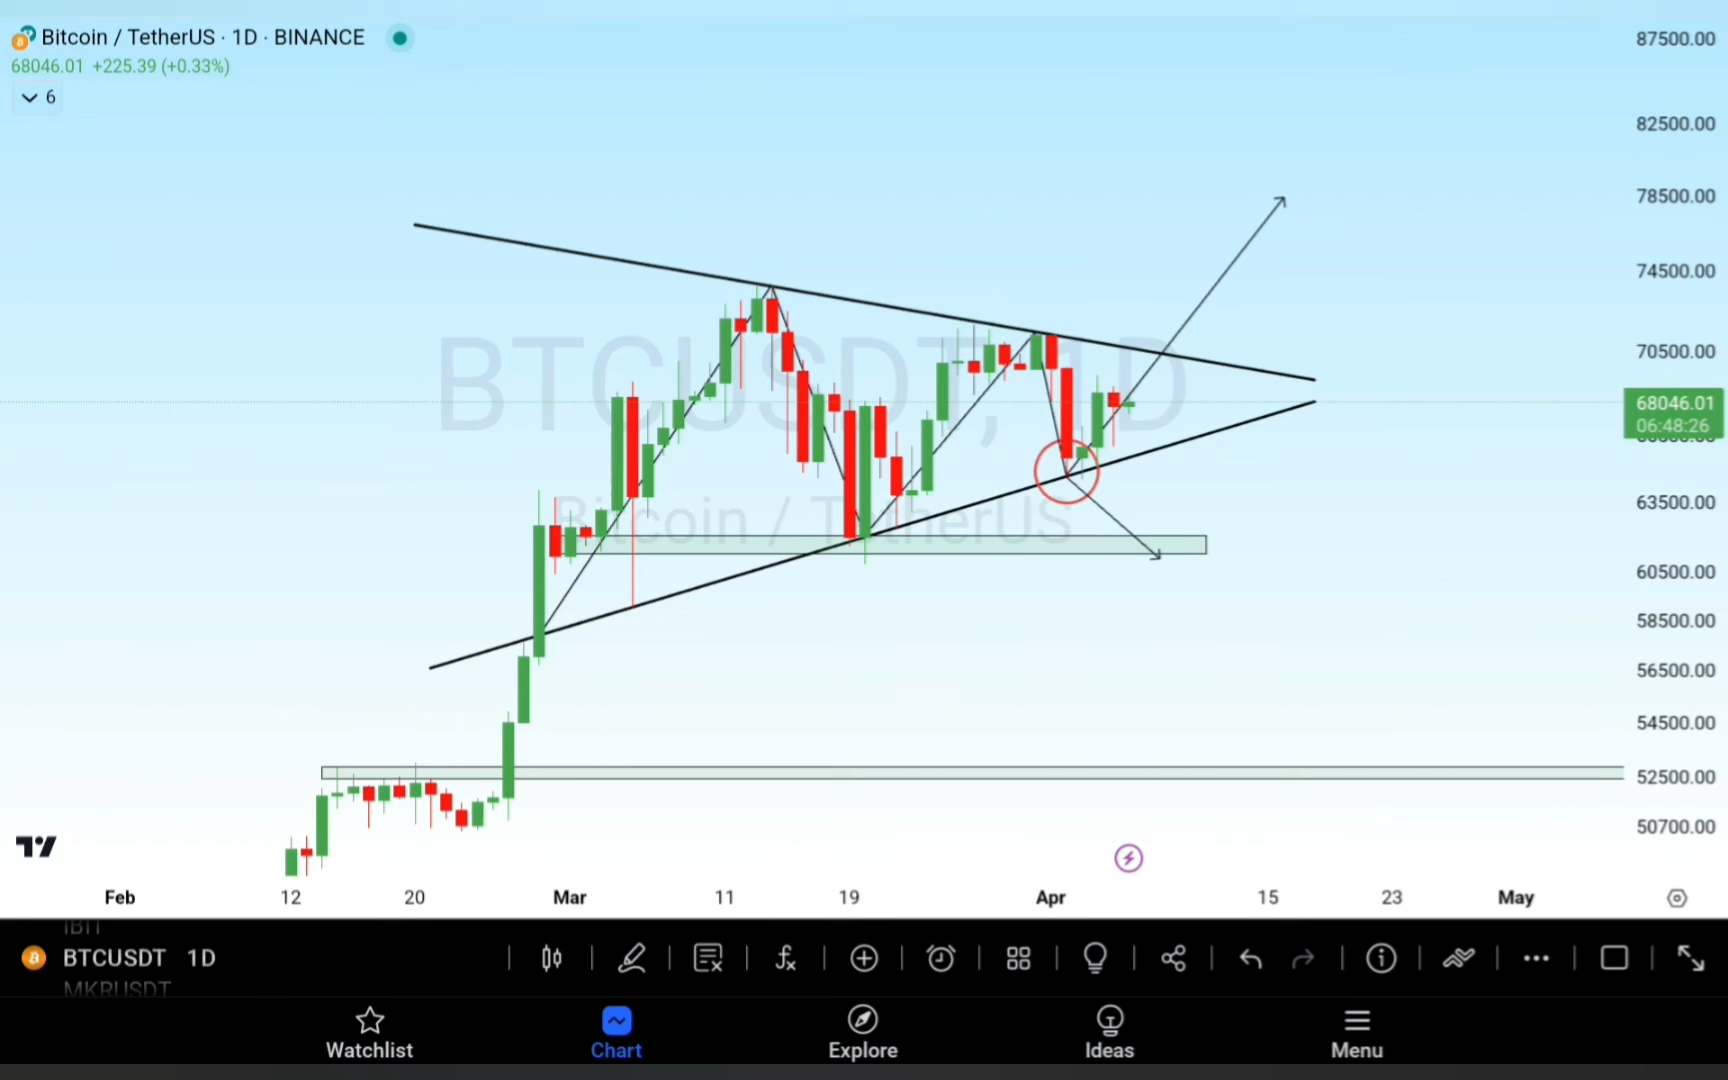 Bitcoin / TetherUS · 1D · BINANCE
68046.01 +225.39 (+0.33%)
6
87500.00
82500.00
78500.00
74500.00
70500.00
68046.01
06:48:26
63500.00
60500.00
58500.00
56500.00
54500.00
52500.00
50700.00
BTCUSDT, 1D
Bitcoin / TetherUS
Feb 12 20 Mar 11 19 Apr 15 23 May
IBIT
BTCUSDT 1D
MKRUSDT
Watchlist Chart Explore Ideas Menu